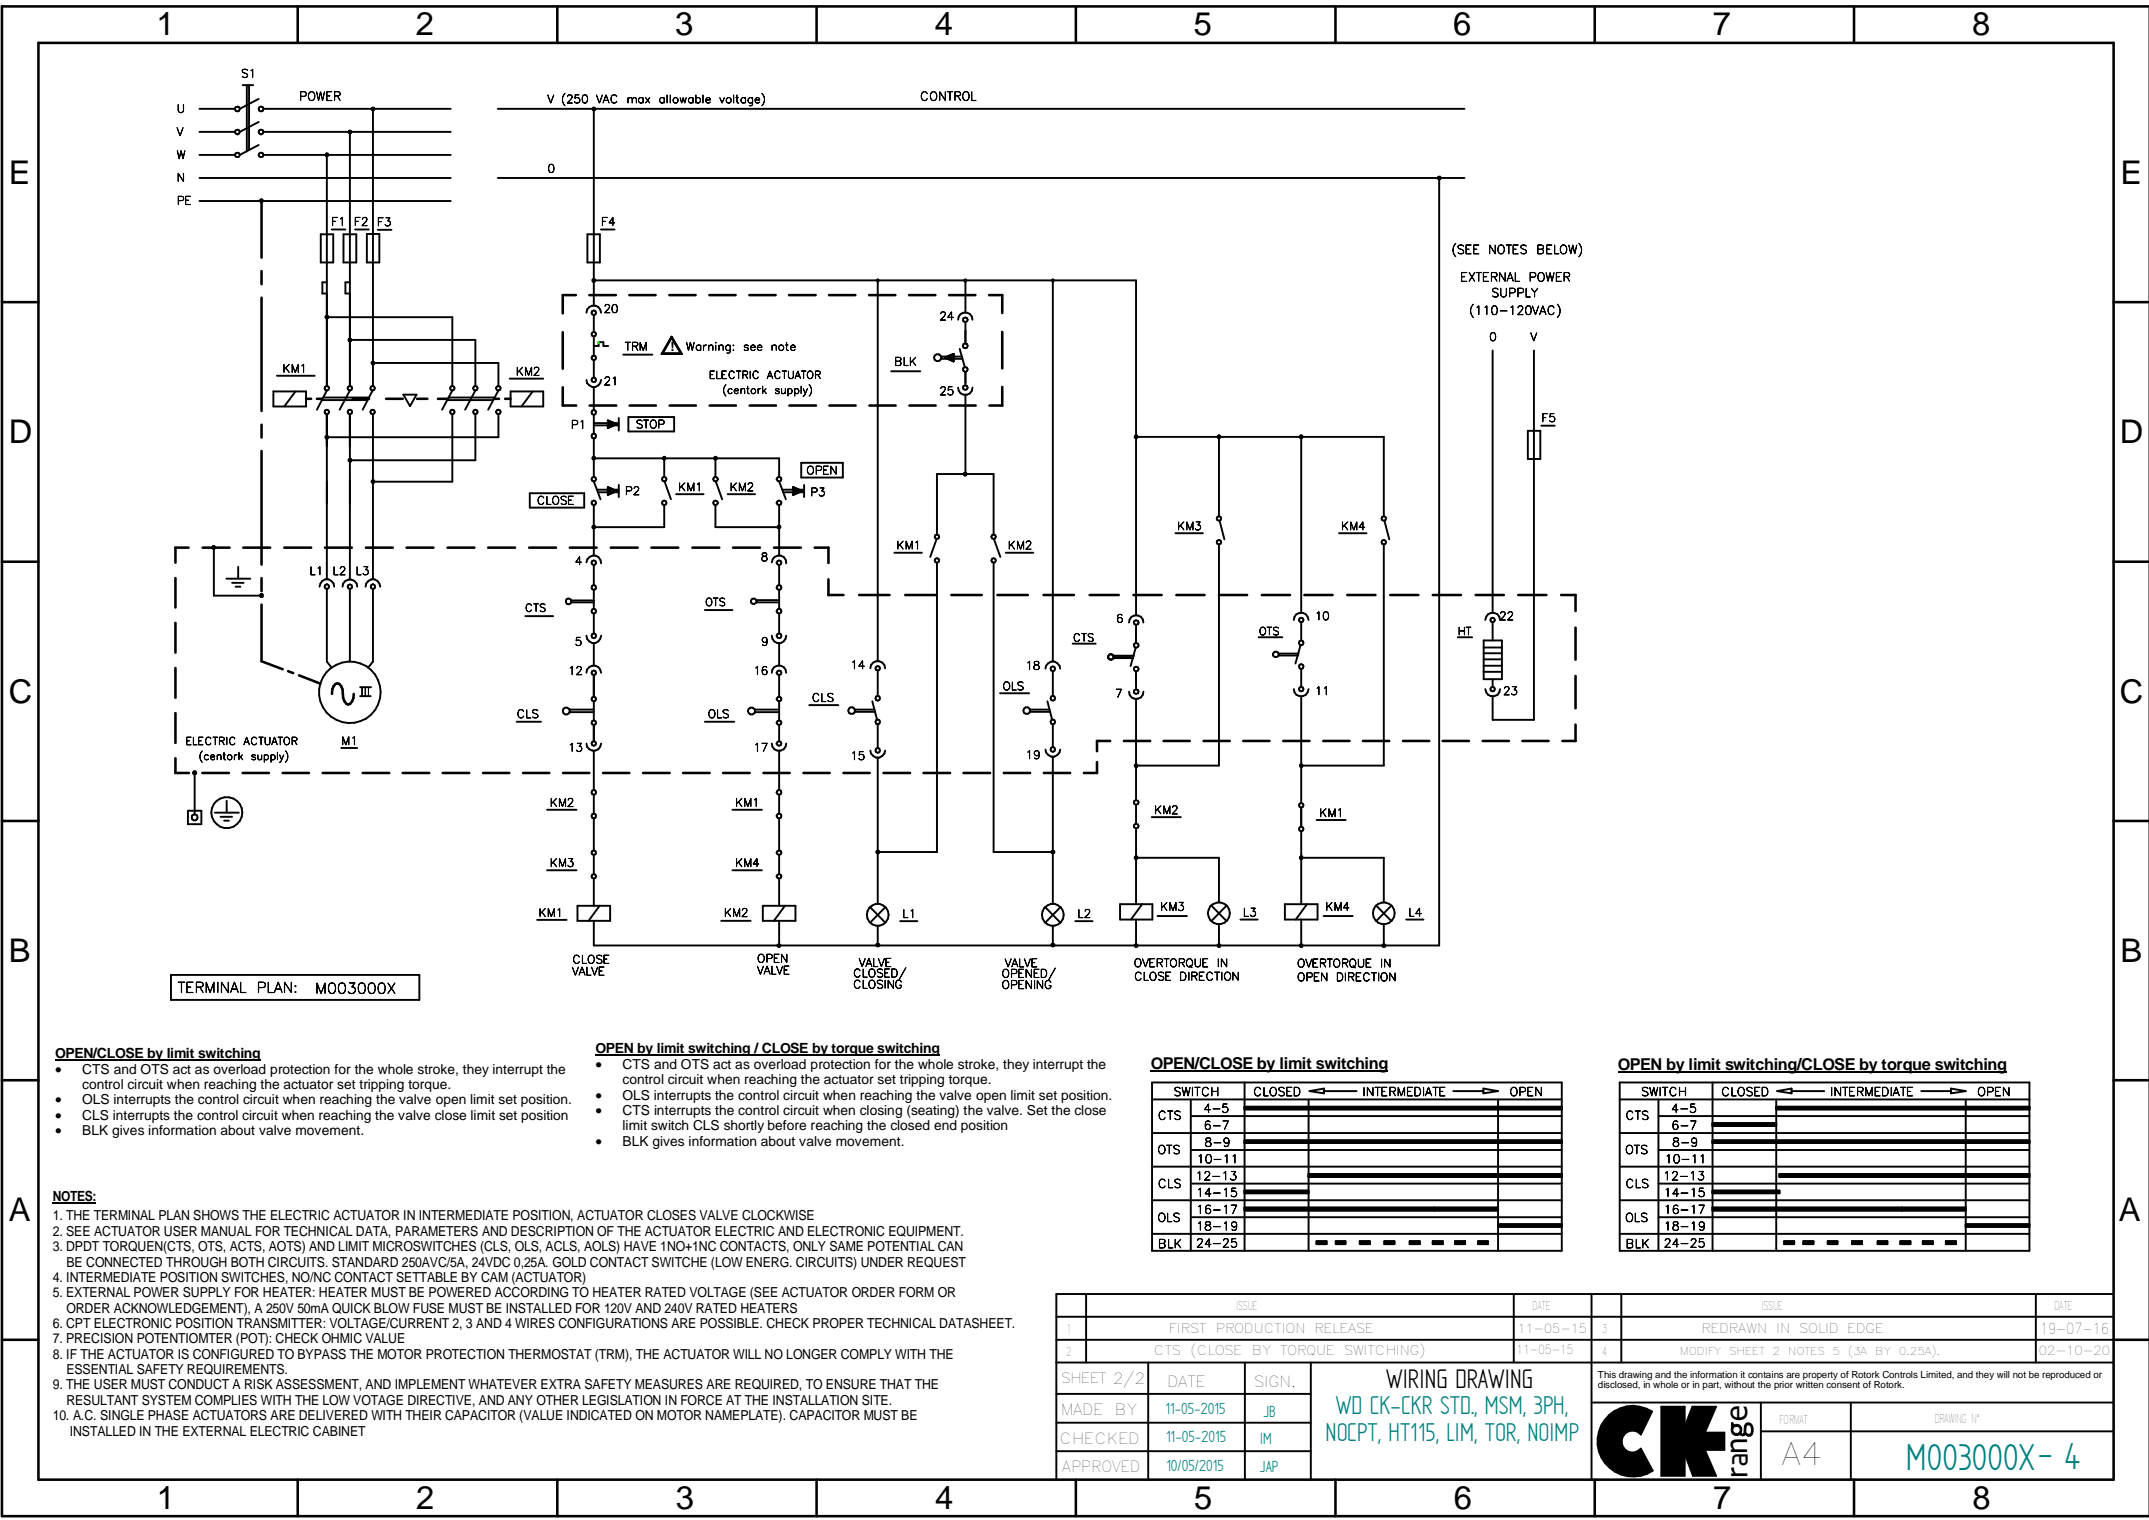 1 2 3 4 5 6 7 8
E
D
C
B
A
E
D
C
B
A
1 2 3 4 5 6 7 8
S1
POWER
U
V
W
N
PE
V (250 VAC max allowable voltage)
CONTROL
0
F1 F2 F3
F4
KM1
KM2
20
TRM
Warning: see note
21
ELECTRIC ACTUATOR
(centork supply)
24
BLK
25
P1
STOP
CLOSE
P2
KM1
KM2
OPEN
P3
(SEE NOTES BELOW)
EXTERNAL POWER
SUPPLY
(110-120VAC)
0 V
F5
KM1
KM2
KM3
KM4
L1 L2 L3
M1
ELECTRIC ACTUATOR
(centork supply)
4
CTS
5
12
CLS
13
8
OTS
9
16
OLS
17
14
CLS
15
18
OLS
19
6
CTS
7
10
OTS
11
HT
22
23
KM2
KM3
KM1
KM1
KM4
KM2
L1
L2
KM2
KM3
L3
KM1
KM4
L4
CLOSE
VALVE
OPEN
VALVE
VALVE
CLOSED/
CLOSING
VALVE
OPENED/
OPENING
OVERTORQUE IN
CLOSE DIRECTION
OVERTORQUE IN
OPEN DIRECTION
TERMINAL PLAN: M003000X
OPEN/CLOSE by limit switching
• CTS and OTS act as overload protection for the whole stroke, they interrupt the
control circuit when reaching the actuator set tripping torque.
• OLS interrupts the control circuit when reaching the valve open limit set position.
• CLS interrupts the control circuit when reaching the valve close limit set position
• BLK gives information about valve movement.
OPEN by limit switching / CLOSE by torque switching
• CTS and OTS act as overload protection for the whole stroke, they interrupt the
control circuit when reaching the actuator set tripping torque.
• OLS interrupts the control circuit when reaching the valve open limit set position.
• CTS interrupts the control circuit when closing (seating) the valve. Set the close
limit switch CLS shortly before reaching the closed end position
• BLK gives information about valve movement.
OPEN/CLOSE by limit switching
SWITCH CLOSED INTERMEDIATE OPEN
CTS 4-5
6-7
OTS 8-9
10-11
CLS 12-13
14-15
OLS 16-17
18-19
BLK 24-25
OPEN by limit switching/CLOSE by torque switching
SWITCH CLOSED INTERMEDIATE OPEN
CTS 4-5
6-7
OTS 8-9
10-11
CLS 12-13
14-15
OLS 16-17
18-19
BLK 24-25
NOTES:
1. THE TERMINAL PLAN SHOWS THE ELECTRIC ACTUATOR IN INTERMEDIATE POSITION, ACTUATOR CLOSES VALVE CLOCKWISE
2. SEE ACTUATOR USER MANUAL FOR TECHNICAL DATA, PARAMETERS AND DESCRIPTION OF THE ACTUATOR ELECTRIC AND ELECTRONIC EQUIPMENT.
3. DPDT TORQUEN(CTS, OTS, ACTS, AOTS) AND LIMIT MICROSWITCHES (CLS, OLS, ACLS, AOLS) HAVE 1NO+1NC CONTACTS, ONLY SAME POTENTIAL CAN
BE CONNECTED THROUGH BOTH CIRCUITS. STANDARD 250AVC/5A, 24VDC 0,25A. GOLD CONTACT SWITCHE (LOW ENERG. CIRCUITS) UNDER REQUEST
4. INTERMEDIATE POSITION SWITCHES, NO/NC CONTACT SETTABLE BY CAM (ACTUATOR)
5. EXTERNAL POWER SUPPLY FOR HEATER: HEATER MUST BE POWERED ACCORDING TO HEATER RATED VOLTAGE (SEE ACTUATOR ORDER FORM OR
ORDER ACKNOWLEDGEMENT), A 250V 50mA QUICK BLOW FUSE MUST BE INSTALLED FOR 120V AND 240V RATED HEATERS
6. CPT ELECTRONIC POSITION TRANSMITTER: VOLTAGE/CURRENT 2, 3 AND 4 WIRES CONFIGURATIONS ARE POSSIBLE. CHECK PROPER TECHNICAL DATASHEET.
7. PRECISION POTENTIOMTER (POT): CHECK OHMIC VALUE
8. IF THE ACTUATOR IS CONFIGURED TO BYPASS THE MOTOR PROTECTION THERMOSTAT (TRM), THE ACTUATOR WILL NO LONGER COMPLY WITH THE
ESSENTIAL SAFETY REQUIREMENTS.
9. THE USER MUST CONDUCT A RISK ASSESSMENT, AND IMPLEMENT WHATEVER EXTRA SAFETY MEASURES ARE REQUIRED, TO ENSURE THAT THE
RESULTANT SYSTEM COMPLIES WITH THE LOW VOTAGE DIRECTIVE, AND ANY OTHER LEGISLATION IN FORCE AT THE INSTALLATION SITE.
10. A.C. SINGLE PHASE ACTUATORS ARE DELIVERED WITH THEIR CAPACITOR (VALUE INDICATED ON MOTOR NAMEPLATE). CAPACITOR MUST BE
INSTALLED IN THE EXTERNAL ELECTRIC CABINET
ISSUE DATE ISSUE DATE
1 FIRST PRODUCTION RELEASE 11-05-15 3 REDRAWN IN SOLID EDGE 19-07-16
2 CTS (CLOSE BY TORQUE SWITCHING) 11-05-15 4 MODIFY SHEET 2 NOTES 5 (3A BY 0.25A). 02-10-20
SHEET 2/2 DATE SIGN.
MADE BY 11-05-2015 JB
CHECKED 11-05-2015 IM
APPROVED 10/05/2015 JAP
WIRING DRAWING
WD CK-CKR STD., MSM, 3PH,
NOCPT, HT115, LIM, TOR, NOIMP
This drawing and the information it contains are property of Rotork Controls Limited, and they will not be reproduced or
disclosed, in whole or in part, without the prior written consent of Rotork.
CK range
FORMAT
A4
DRAWING Nº
M003000X- 4